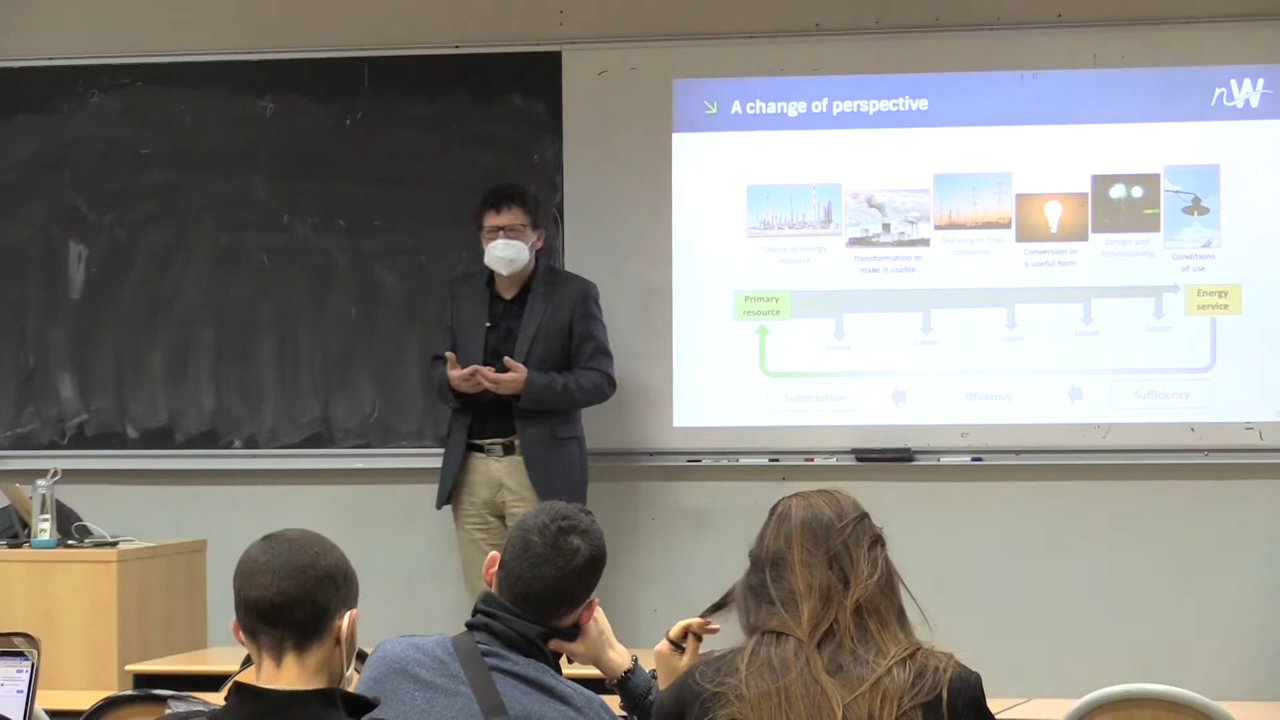 A change of perspective
nW
Choice of energy
resource
Transformation to
make it usable
Delivery to final
consumer
Conversion in
a useful form
Design and
dimensioning
Conditions
of use
Primary
resource
Energy
service
Losses
Losses
Losses
Losses
Losses
Substitution
Efficiency
Sufficiency